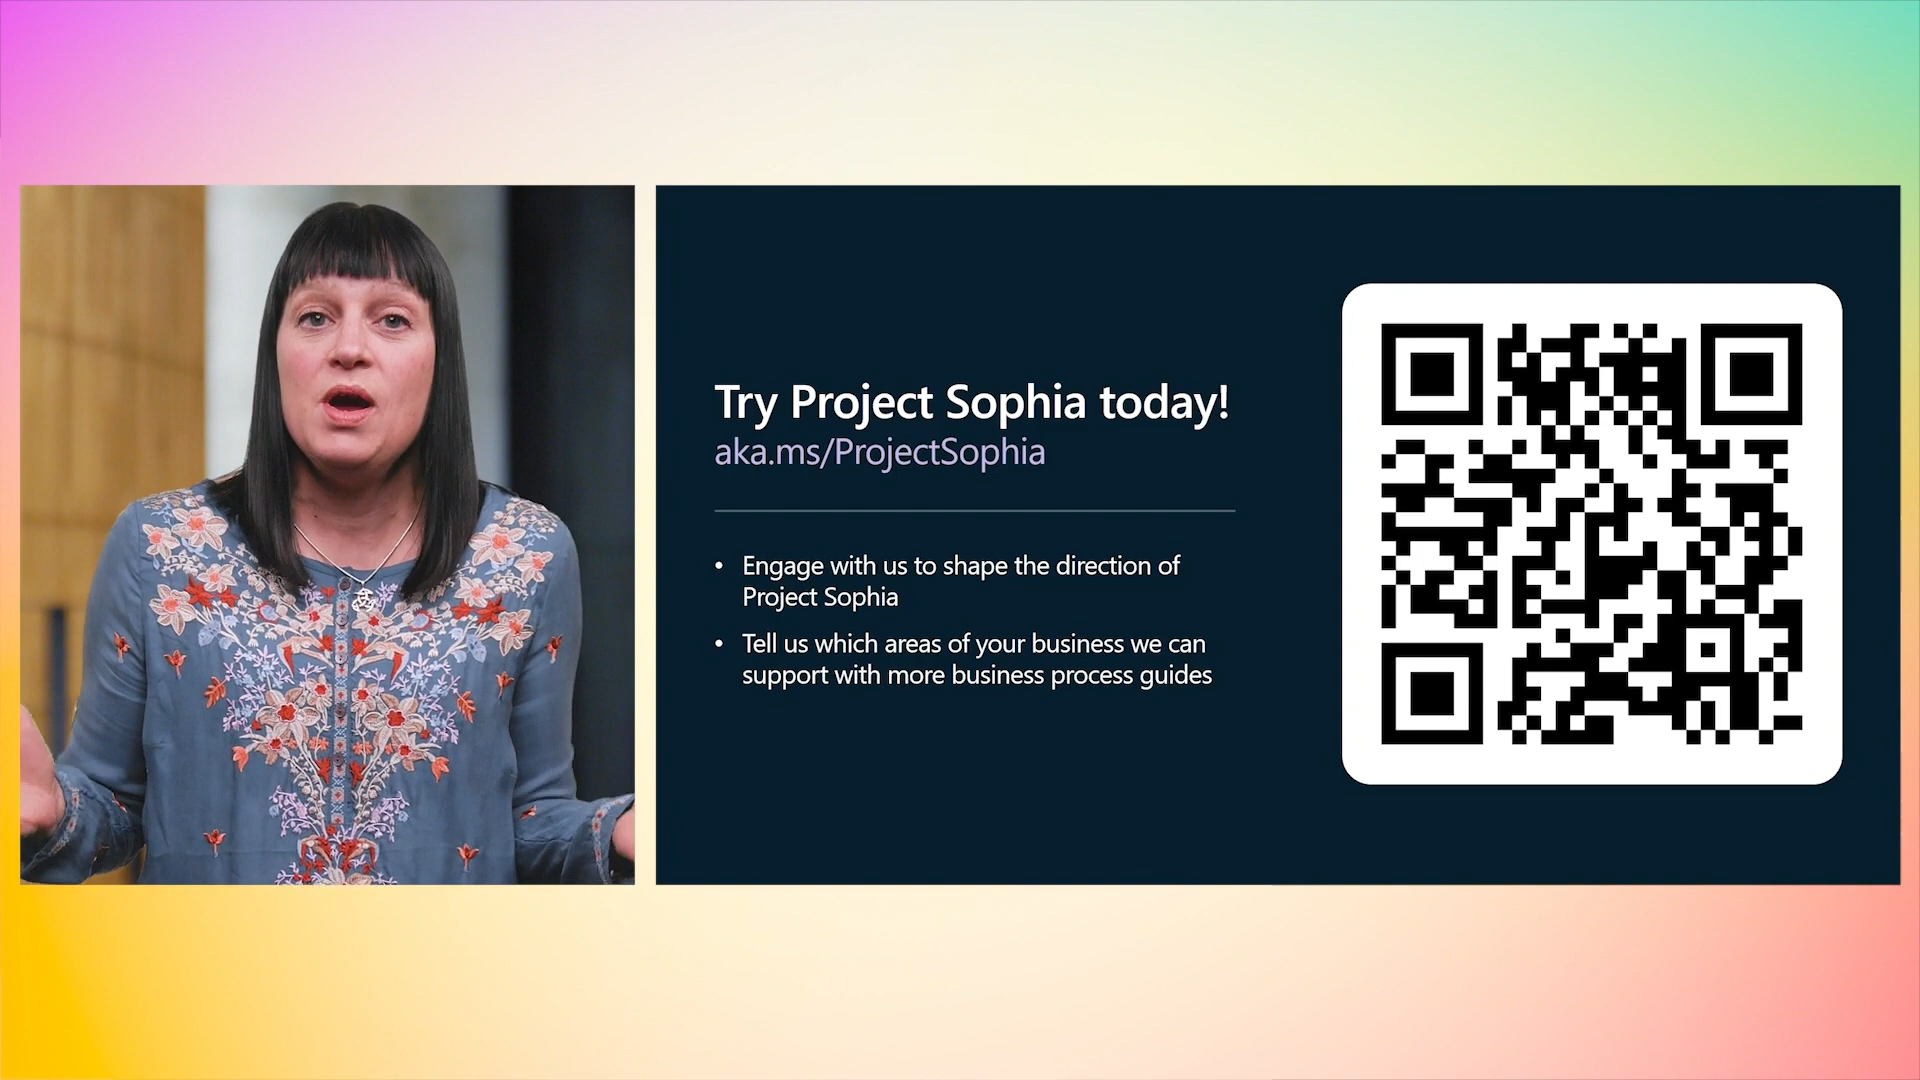 Try Project Sophia today!
aka.ms/ProjectSophia
• Engage with us to shape the direction of
Project Sophia
• Tell us which areas of your business we can
support with more business process guides